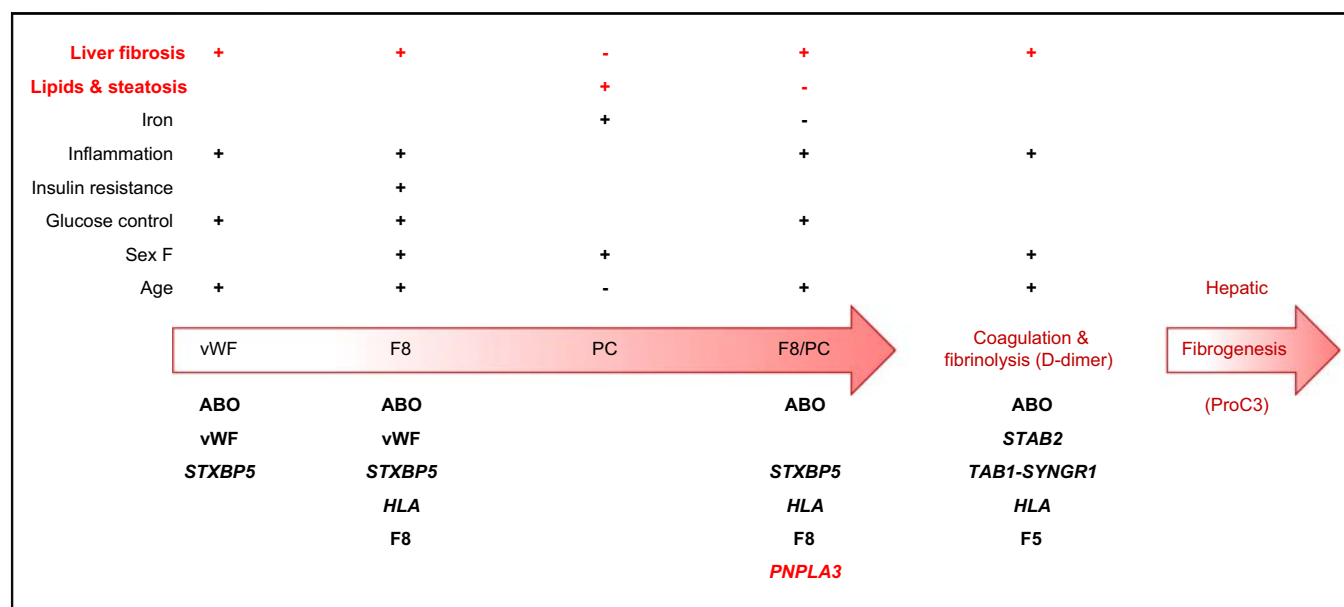 Liver fibrosis + + - + +
Lipids & steatosis + -
Iron + -
Inflammation + + + +
Insulin resistance +
Glucose control + + +
Sex F + + +
Age + + - + +
Hepatic
vWF F8 PC F8/PC
Coagulation &
fibrinolysis (D-dimer)
Fibrogenesis
ABO ABO ABO ABO (ProC3)
vWF vWF STAB2
STXBP5 STXBP5 STXBP5 TAB1-SYNGR1
HLA HLA HLA
F8 F8 F5
PNPLA3